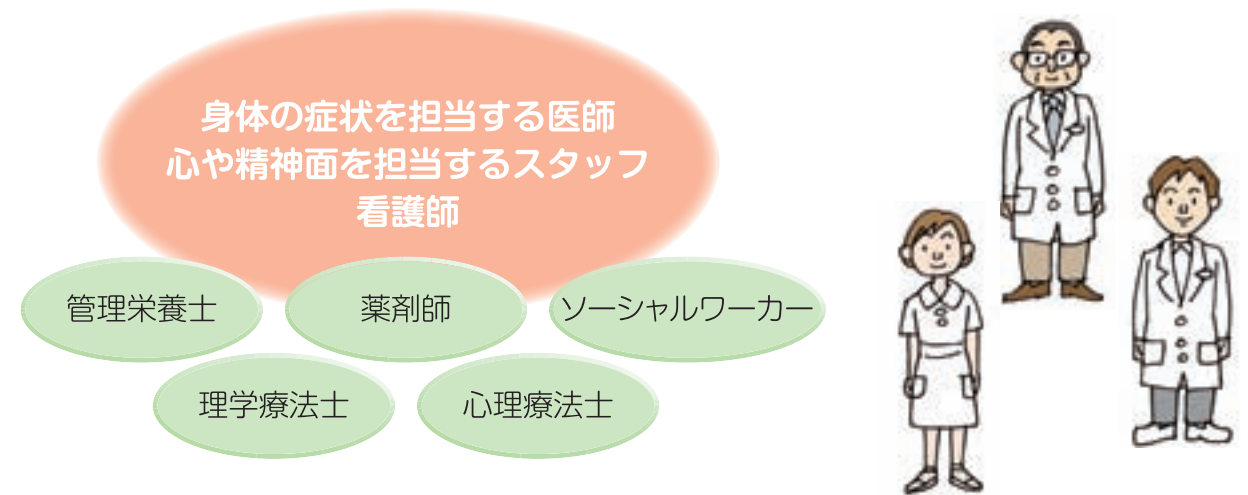 身体の症状を担当する医師
心や精神面を担当するスタッフ
看護師
管理栄養士
薬剤師
ソーシャルワーカー
理学療法士
心理療法士